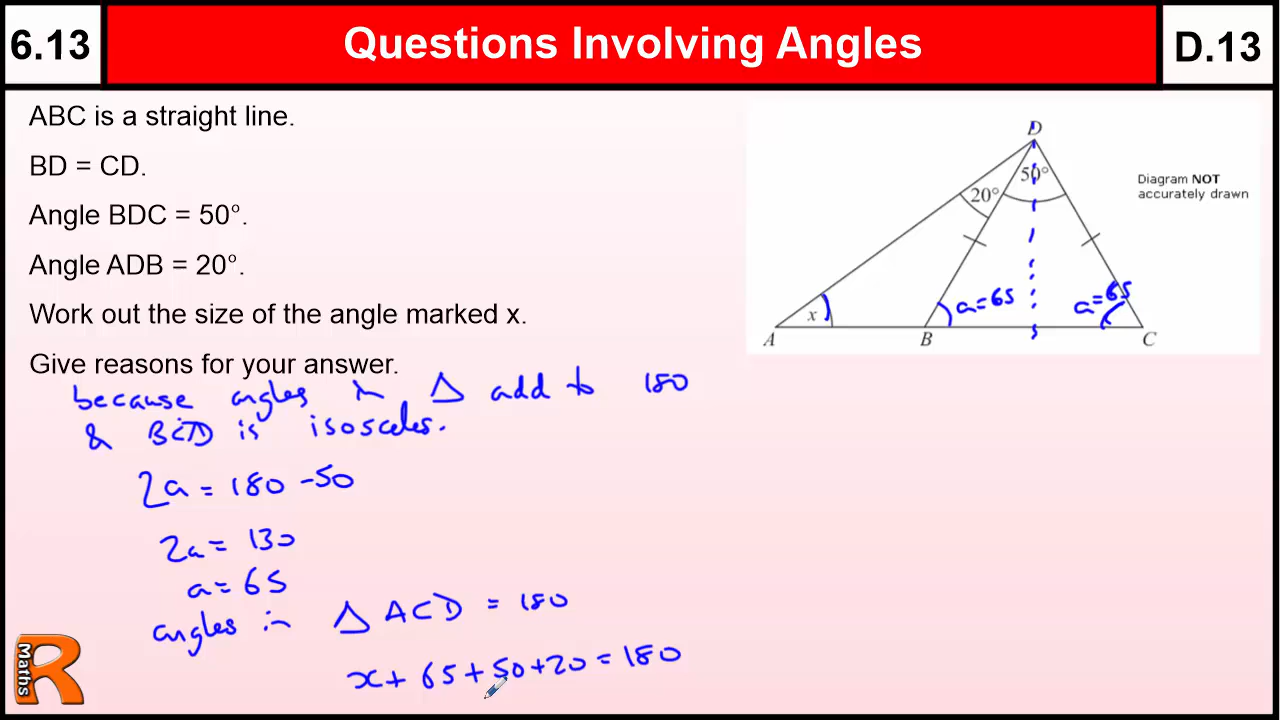 6.13
Questions Involving Angles
D.13
ABC is a straight line.
BD = CD.
Angle BDC = 50°.
Angle ADB = 20°.
Work out the size of the angle marked x.
Give reasons for your answer.
D
50°
20°
Diagram NOT
accurately drawn
a=65
a=65
x
A
B
C
because angles in Δ add to 180
& BCD is isosceles.
2a = 180 - 50
2a = 130
a = 65
angles in Δ ACD = 180
x + 65 + 50 + 20 = 180
R
Maths